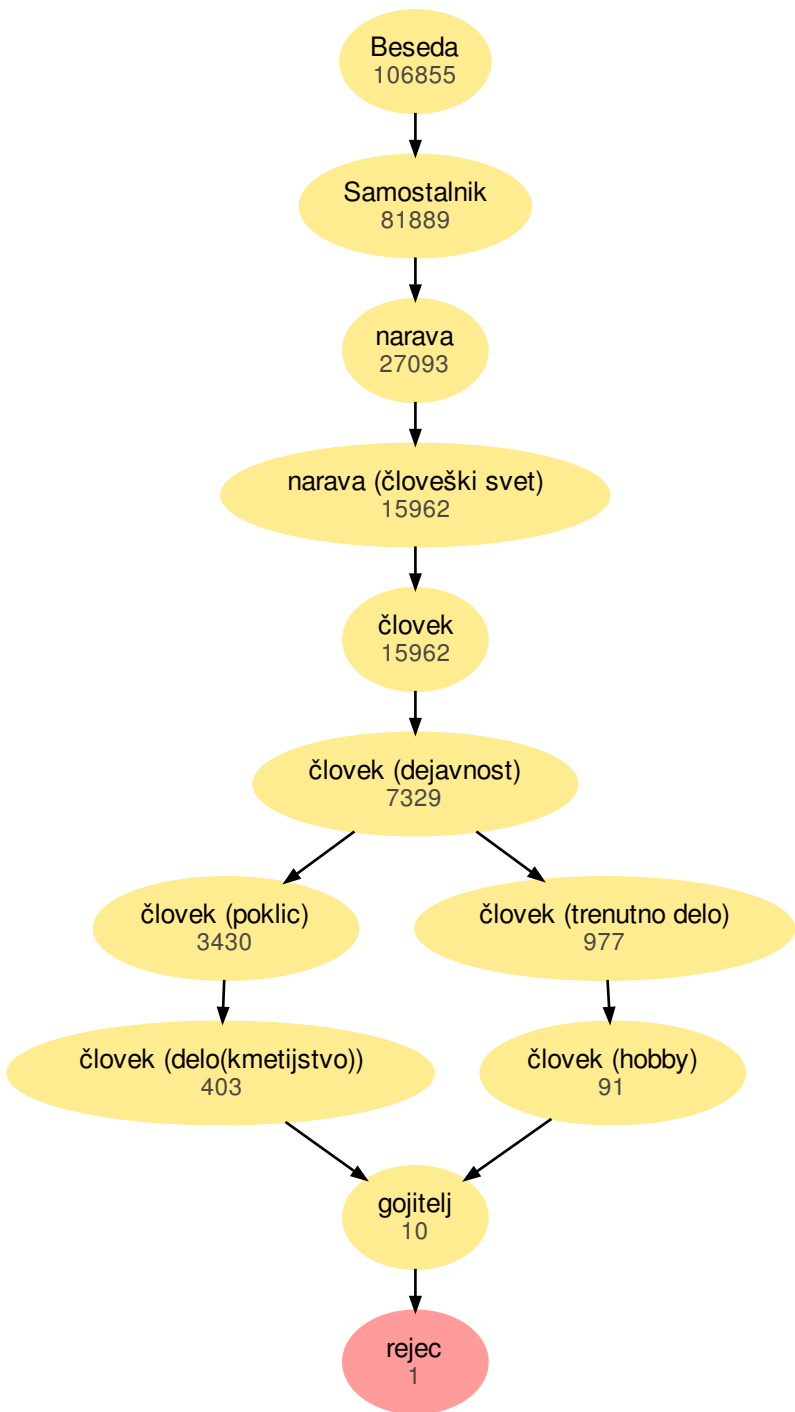 Beseda
106855
Samostalnik
81889
narava
27093
narava (človeški svet)
15962
človek
15962
človek (dejavnost)
7329
človek (poklic)
3430
človek (trenutno delo)
977
človek (delo(kmetijstvo))
403
človek (hobby)
91
gojitelj
10
rejec
1